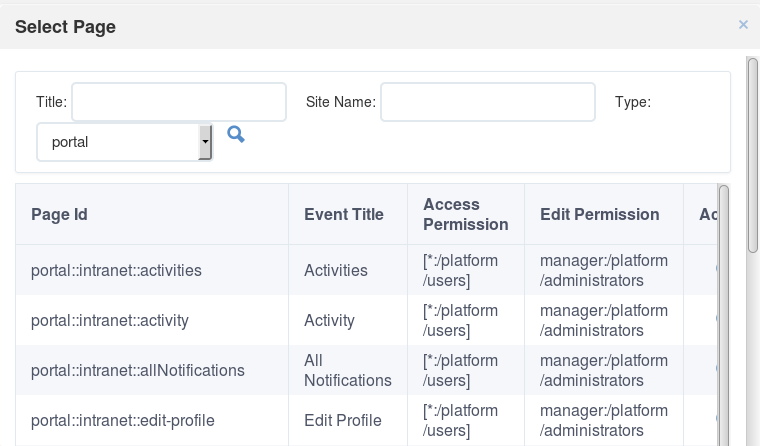 Select Page
×
Title:
Site Name:
Type:
portal
Page Id
Event Title
Access
Permission
Edit Permission
Ac
portal::intranet::activities
Activities
[*:/platform
/users]
manager:/platform
/administrators
portal::intranet::activity
Activity
[*:/platform
/users]
manager:/platform
/administrators
portal::intranet::allNotifications
All
Notifications
[*:/platform
/users]
manager:/platform
/administrators
portal::intranet::edit-profile
Edit Profile
[*:/platform
/users]
manager:/platform
/administrators